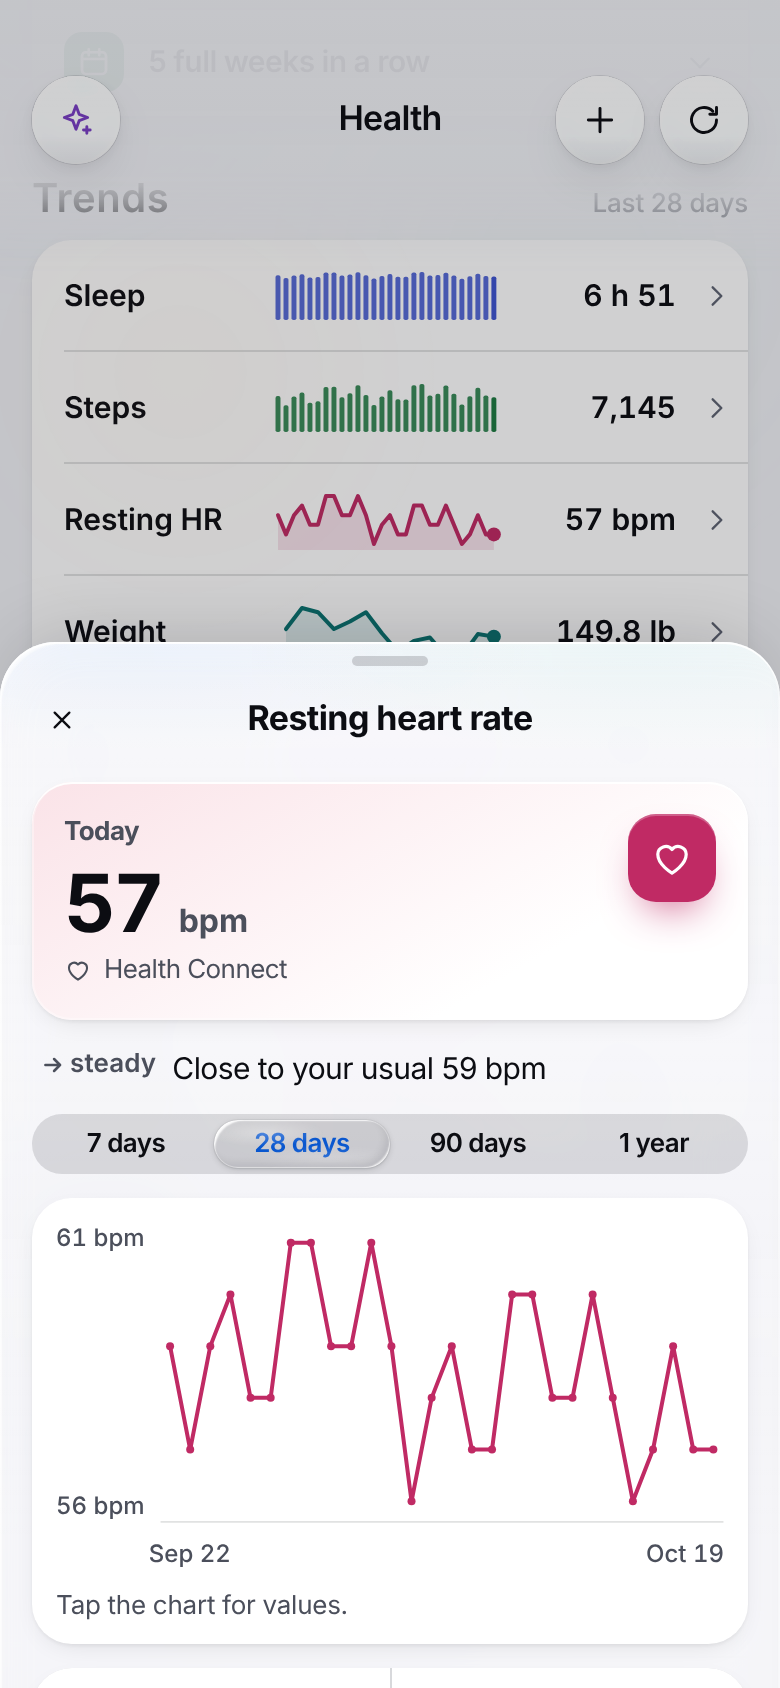 5 full weeks in a row
Health
Trends
Last 28 days
Sleep
6 h 51
Steps
7,145
Resting HR
57 bpm
Weight
149.8 lb
Resting heart rate
Today
57 bpm
Health Connect
→ steady Close to your usual 59 bpm
7 days
28 days
90 days
1 year
61 bpm
56 bpm
Sep 22
Oct 19
Tap the chart for values.